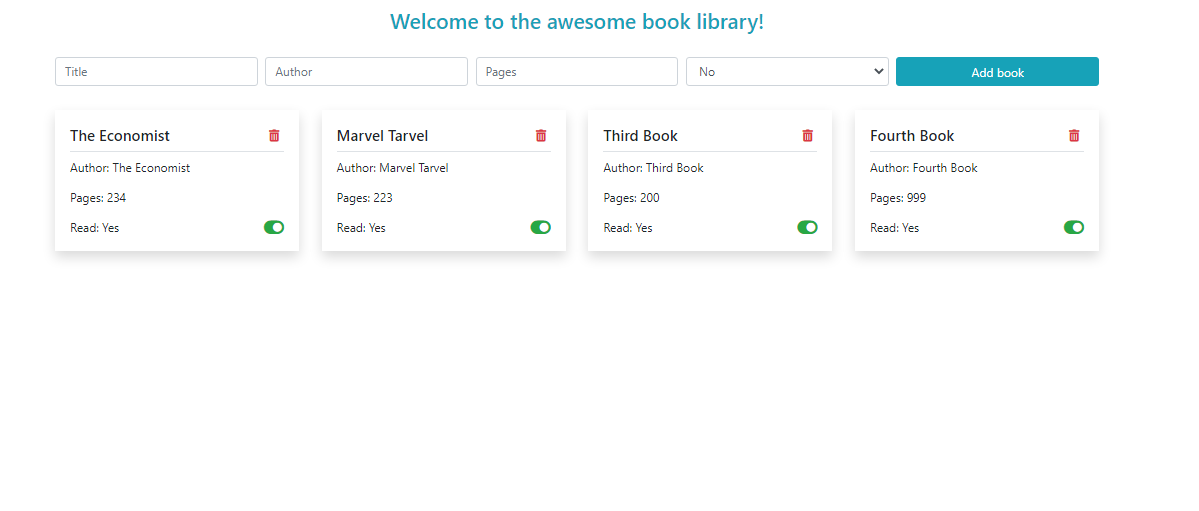 Welcome to the awesome book library!
Title Author Pages No Add book
The Economist Marvel Tarvel Third Book Fourth Book
Author: The Economist Author: Marvel Tarvel Author: Third Book Author: Fourth Book
Pages: 234 Pages: 223 Pages: 200 Pages: 999
Read: Yes Read: Yes Read: Yes Read: Yes